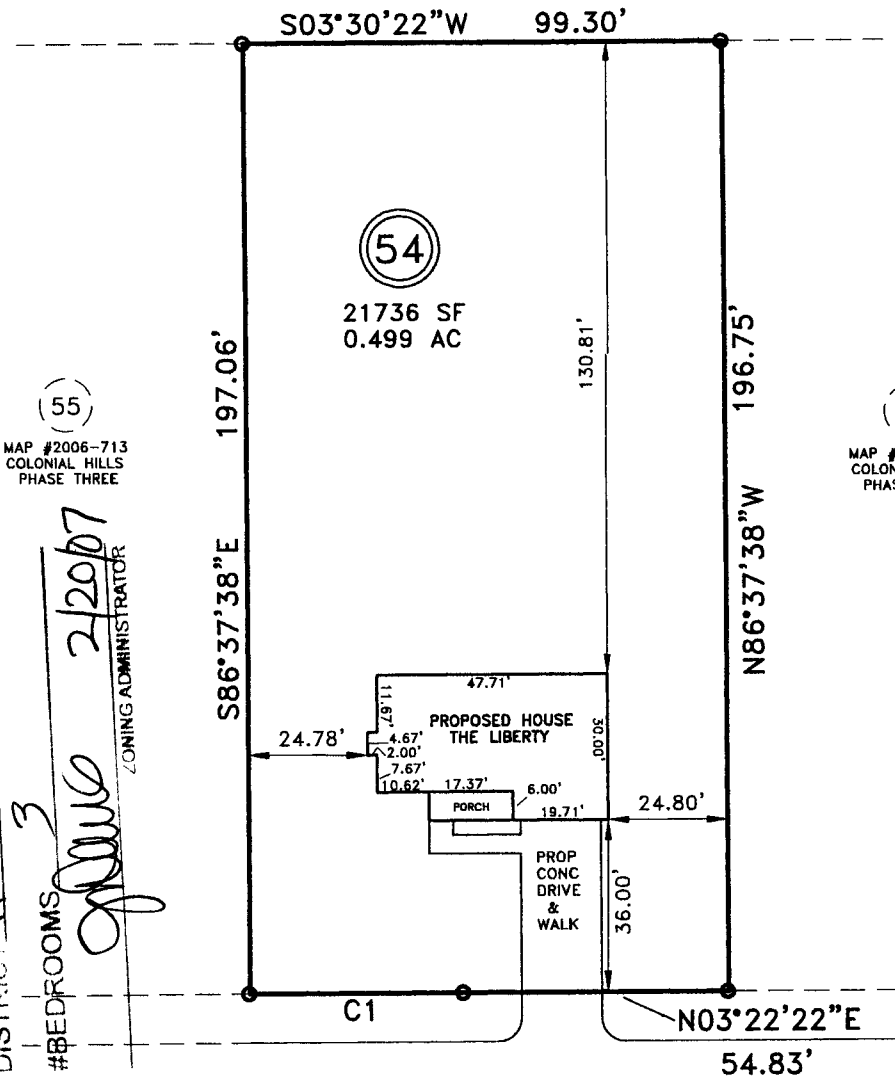 S03°30'22"W 99.30'
54
21736 SF
0.499 AC
197.06'
S86°37'38"E
130.81'
196.75'
N86°37'38"W
55
MAP #2006-713
COLONIAL HILLS
PHASE THREE
MAP #
COLON
PHAS
2/20/07
ZONING ADMINISTRATOR
#BEDROOMS 3
47.71'
11.67'
4.67'
2.00'
7.67'
10.62'
17.37'
6.00'
19.71'
30.00'
PROPOSED HOUSE
THE LIBERTY
PORCH
24.78'
24.80'
36.00'
PROP
CONC
DRIVE
&
WALK
C1
N03°22'22"E
54.83'